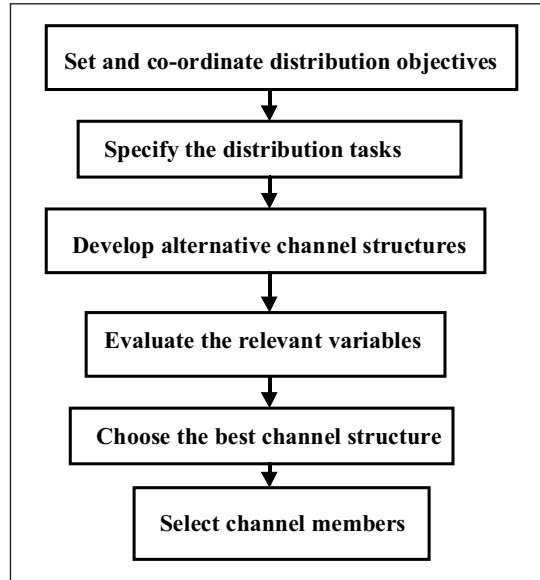 Set and co-ordinate distribution objectives
Specify the distribution tasks
Develop alternative channel structures
Evaluate the relevant variables
Choose the best channel structure
Select channel members